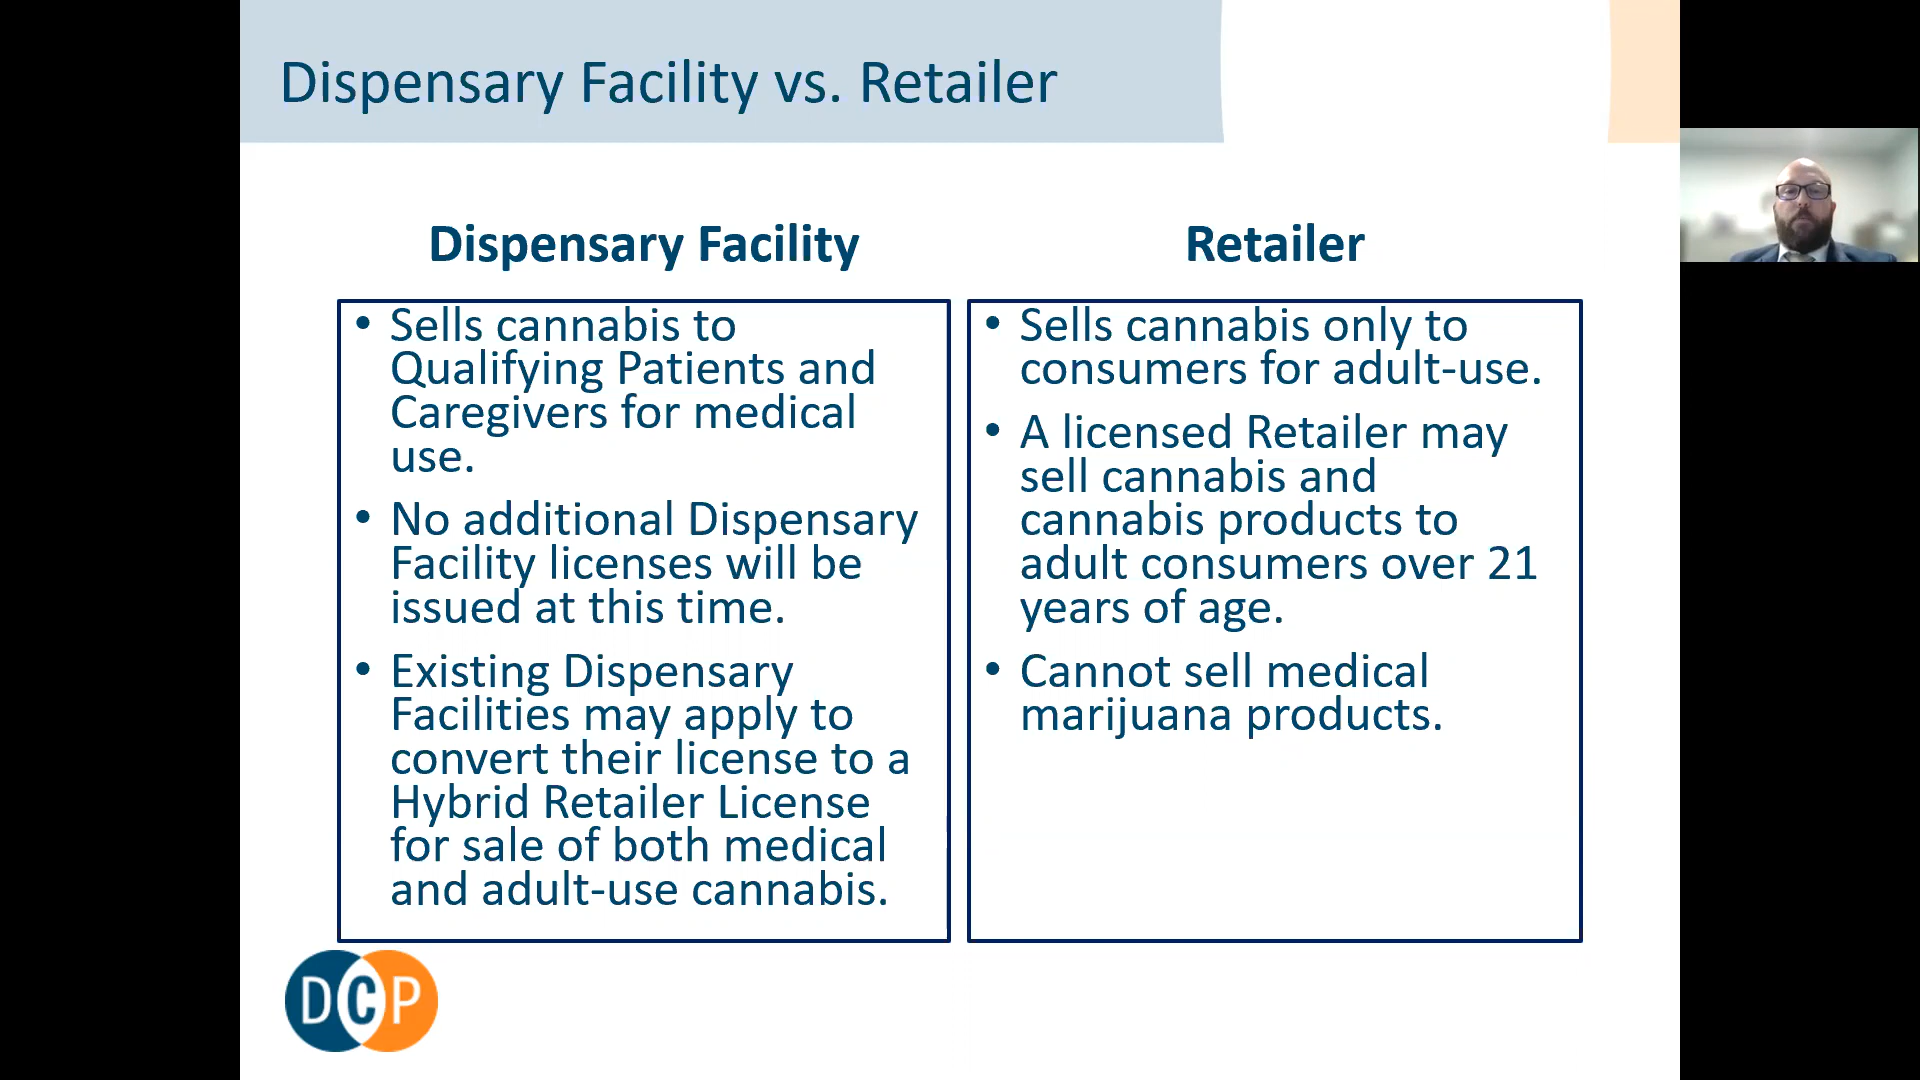 Dispensary Facility vs. Retailer
Dispensary Facility
• Sells cannabis to
Qualifying Patients and
Caregivers for medical
use.
• No additional Dispensary
Facility licenses will be
issued at this time.
• Existing Dispensary
Facilities may apply to
convert their license to a
Hybrid Retailer License
for sale of both medical
and adult-use cannabis.
Retailer
• Sells cannabis only to
consumers for adult-use.
• A licensed Retailer may
sell cannabis and
cannabis products to
adult consumers over 21
years of age.
• Cannot sell medical
marijuana products.
DCP